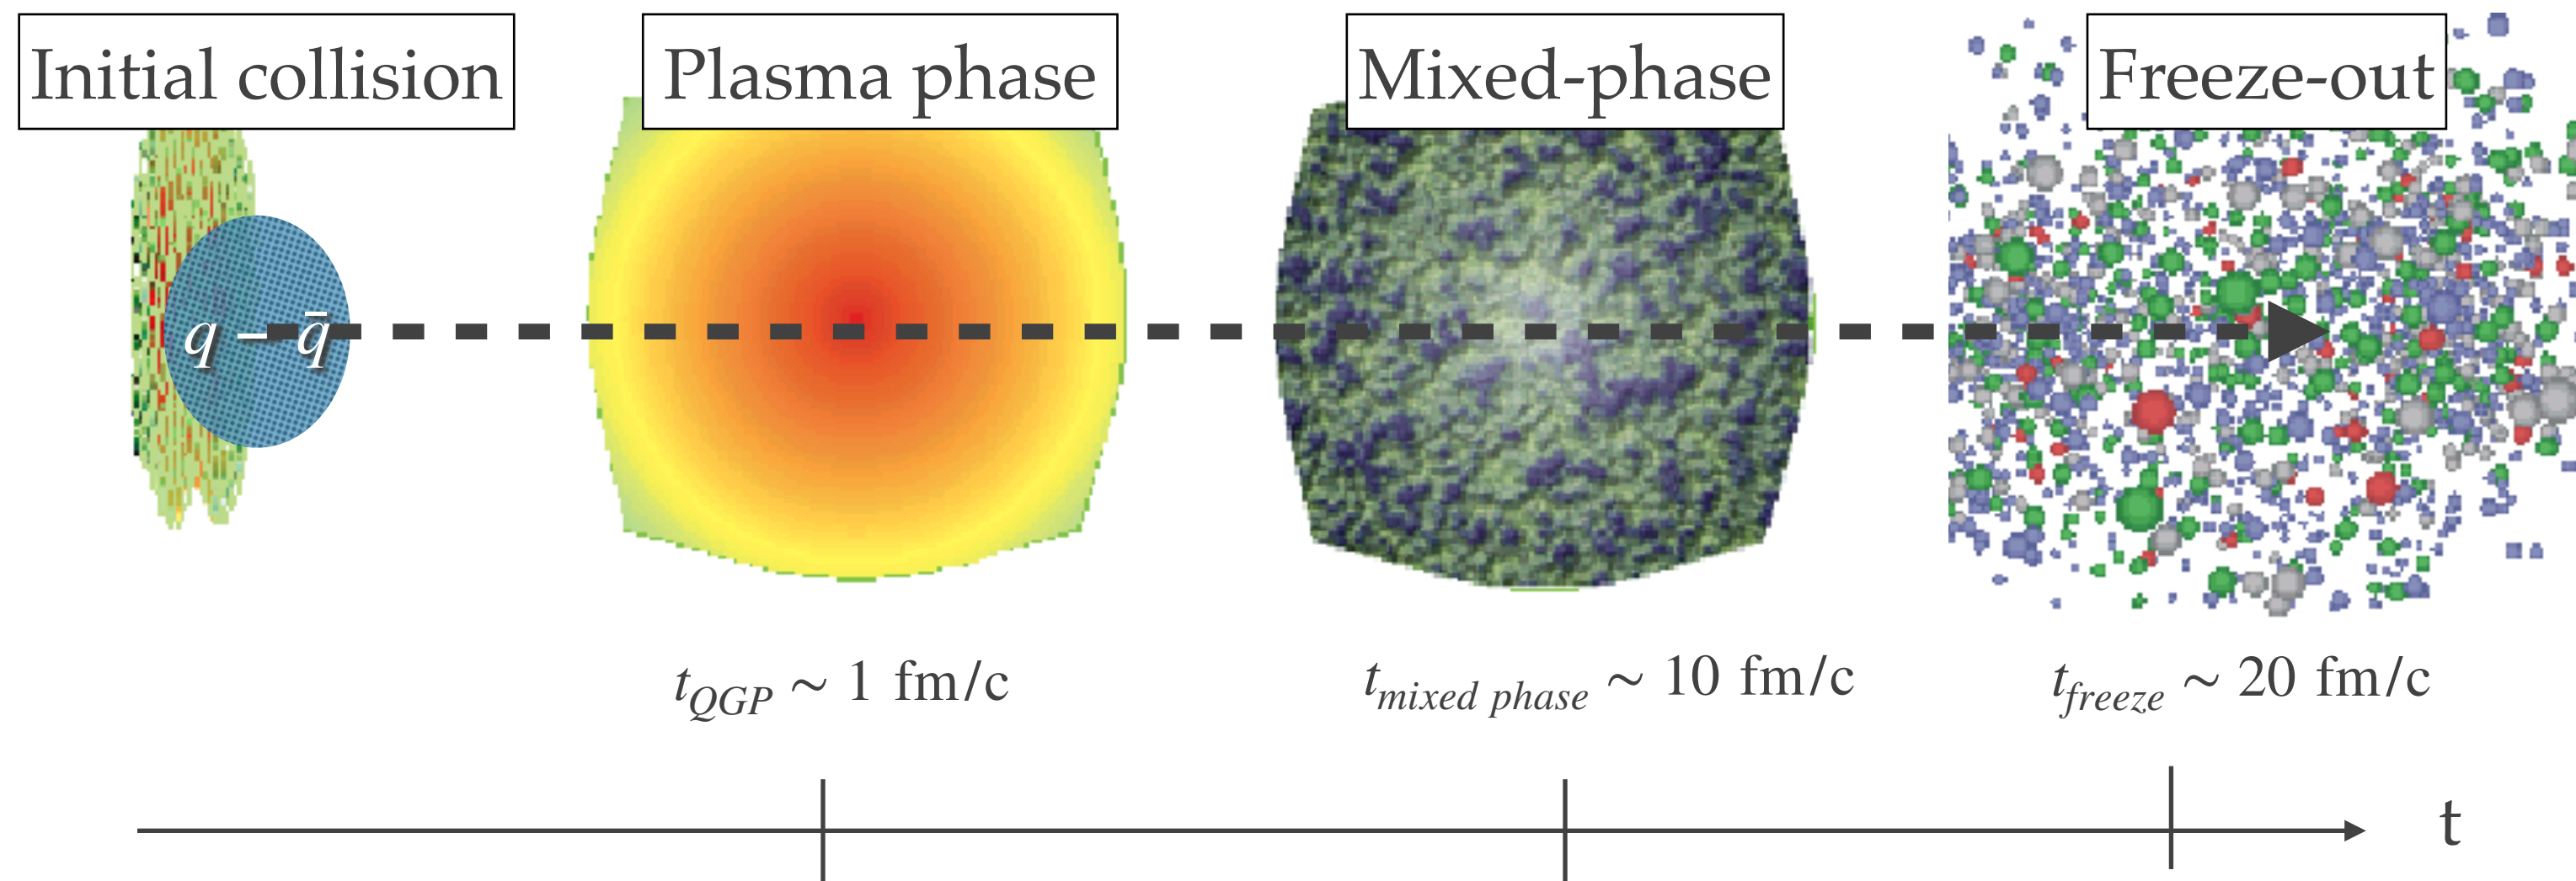 Initial collision
Plasma phase
Mixed-phase
Freeze-out
q – q̄
t_QGP ~ 1 fm/c
t_mixed phase ~ 10 fm/c
t_freeze ~ 20 fm/c
t